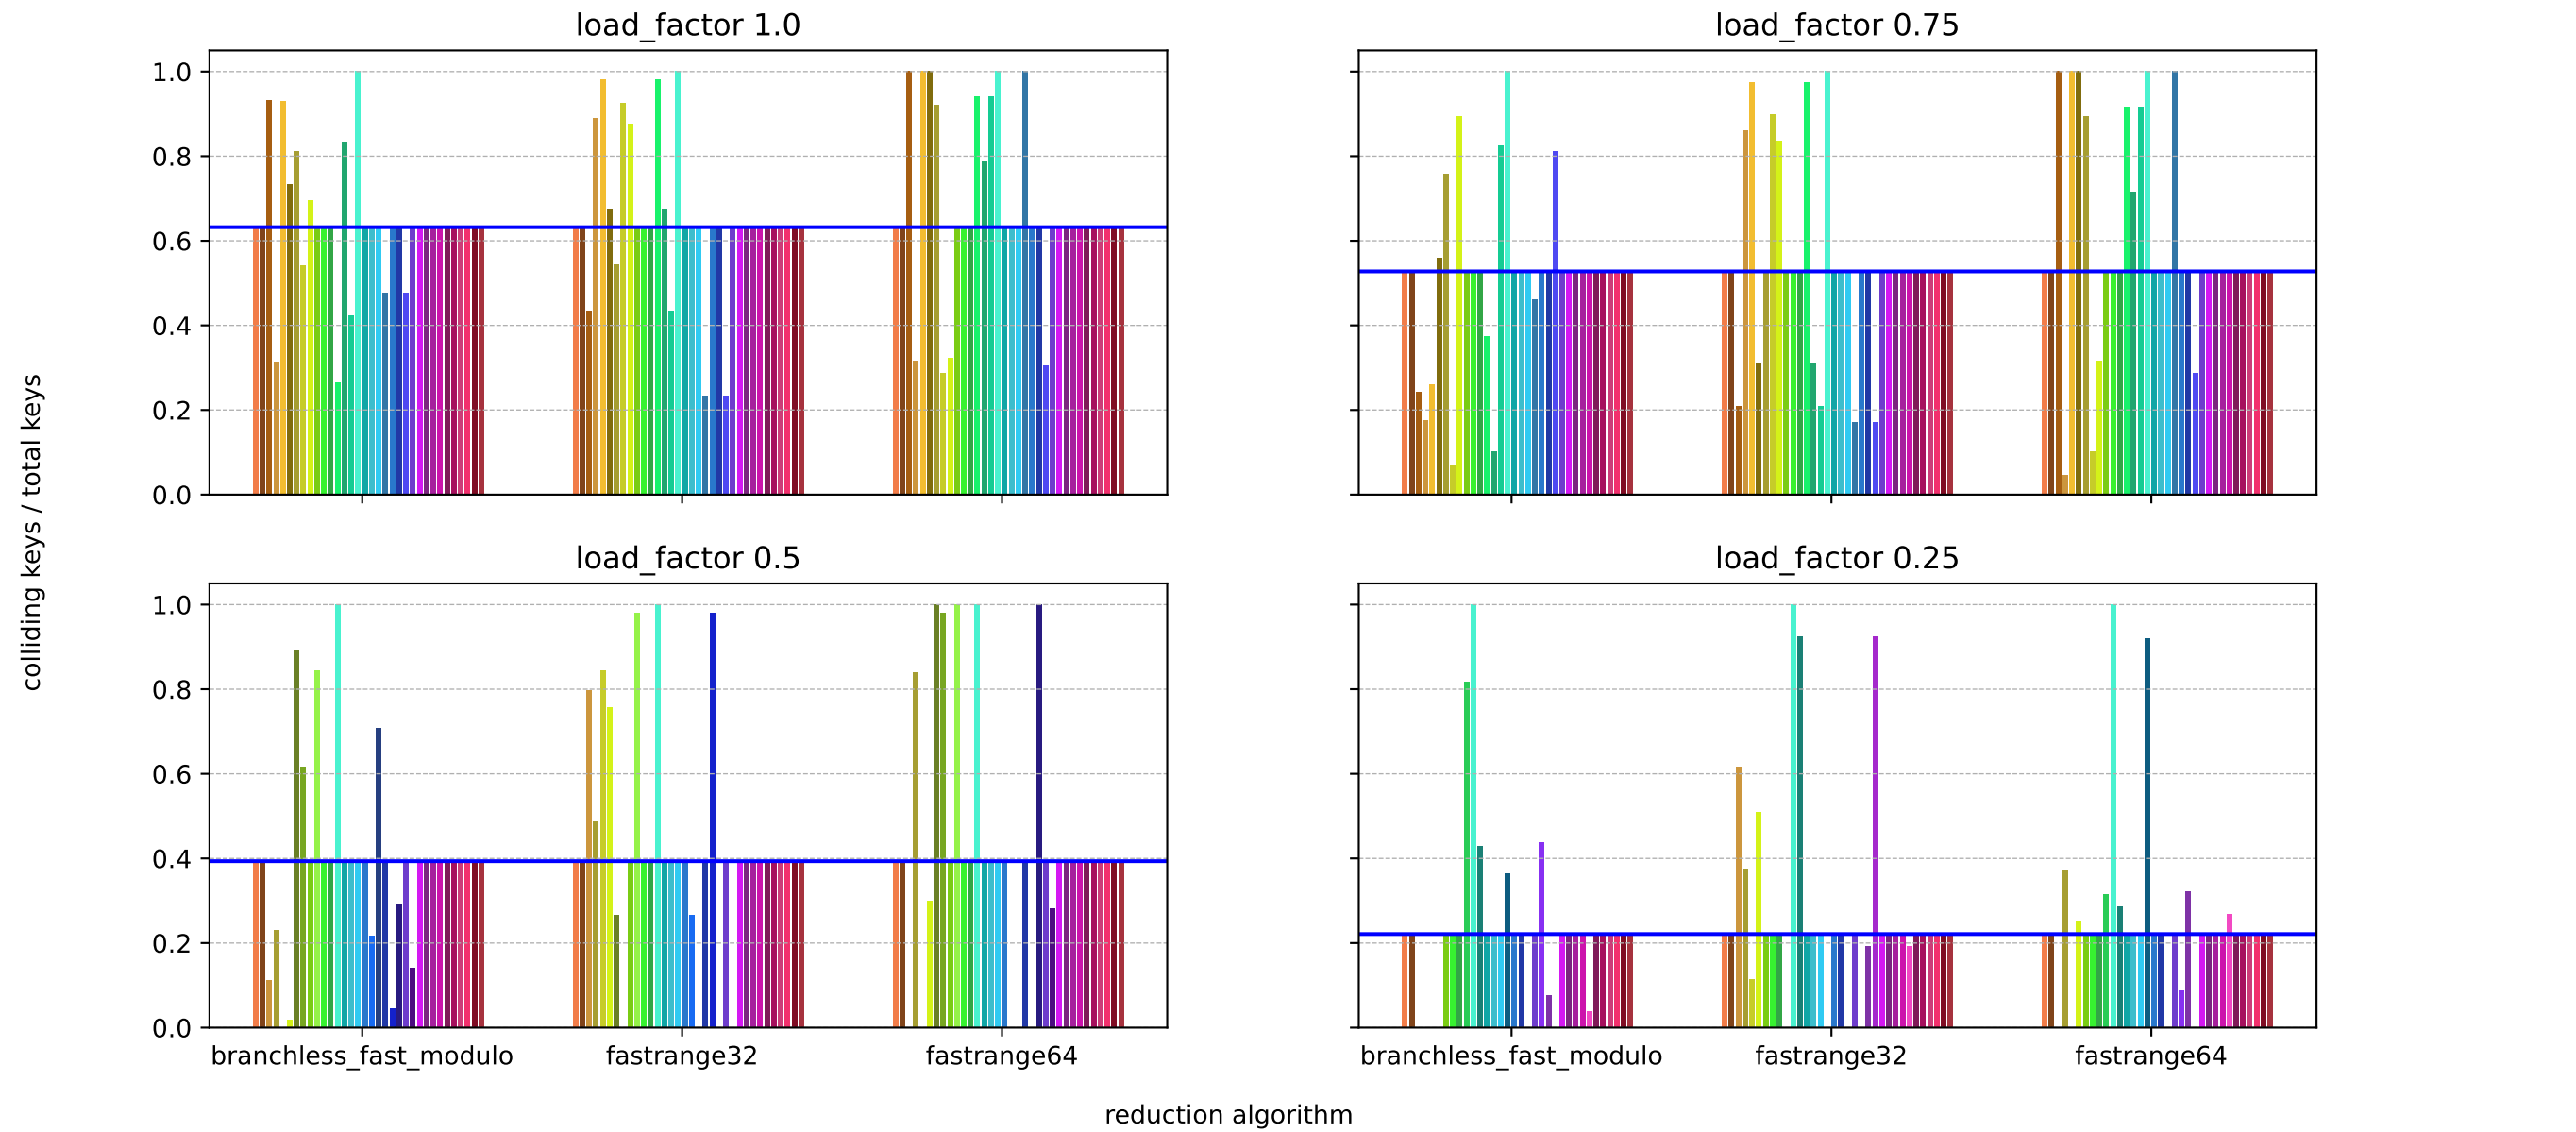 load_factor 1.0
load_factor 0.75
1.0
0.8
0.6
0.4
0.2
0.0
colliding keys / total keys
load_factor 0.5
load_factor 0.25
1.0
0.8
0.6
0.4
0.2
0.0
branchless_fast_modulo fastrange32 fastrange64
branchless_fast_modulo fastrange32 fastrange64
reduction algorithm